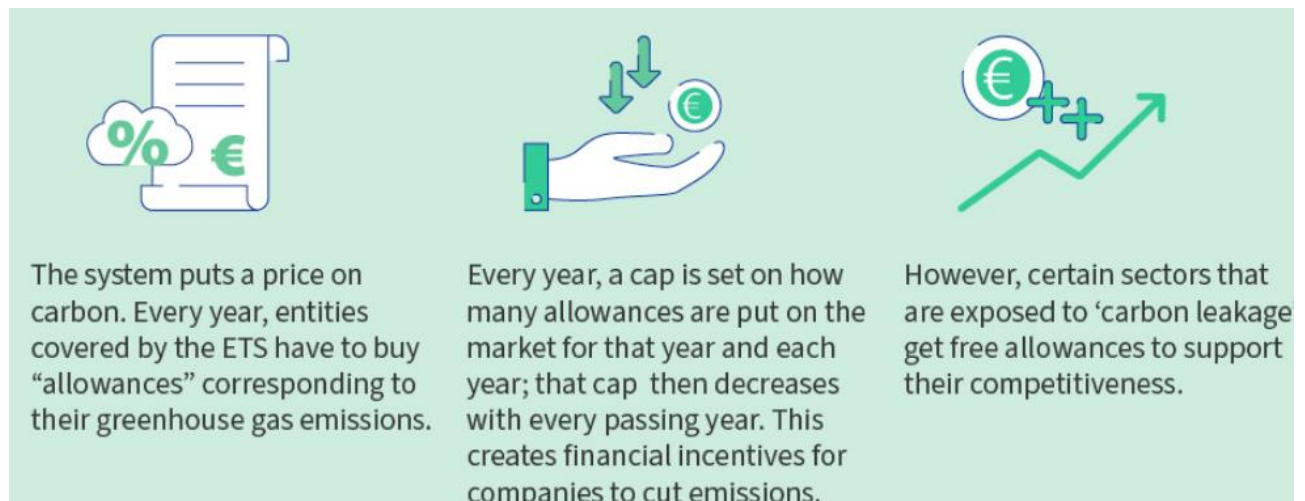 %
€
€
€
The system puts a price on
carbon. Every year, entities
covered by the ETS have to buy
“allowances” corresponding to
their greenhouse gas emissions.
Every year, a cap is set on how
many allowances are put on the
market for that year and each
year; that cap then decreases
with every passing year. This
creates financial incentives for
companies to cut emissions.
However, certain sectors that
are exposed to ‘carbon leakage’
get free allowances to support
their competitiveness.